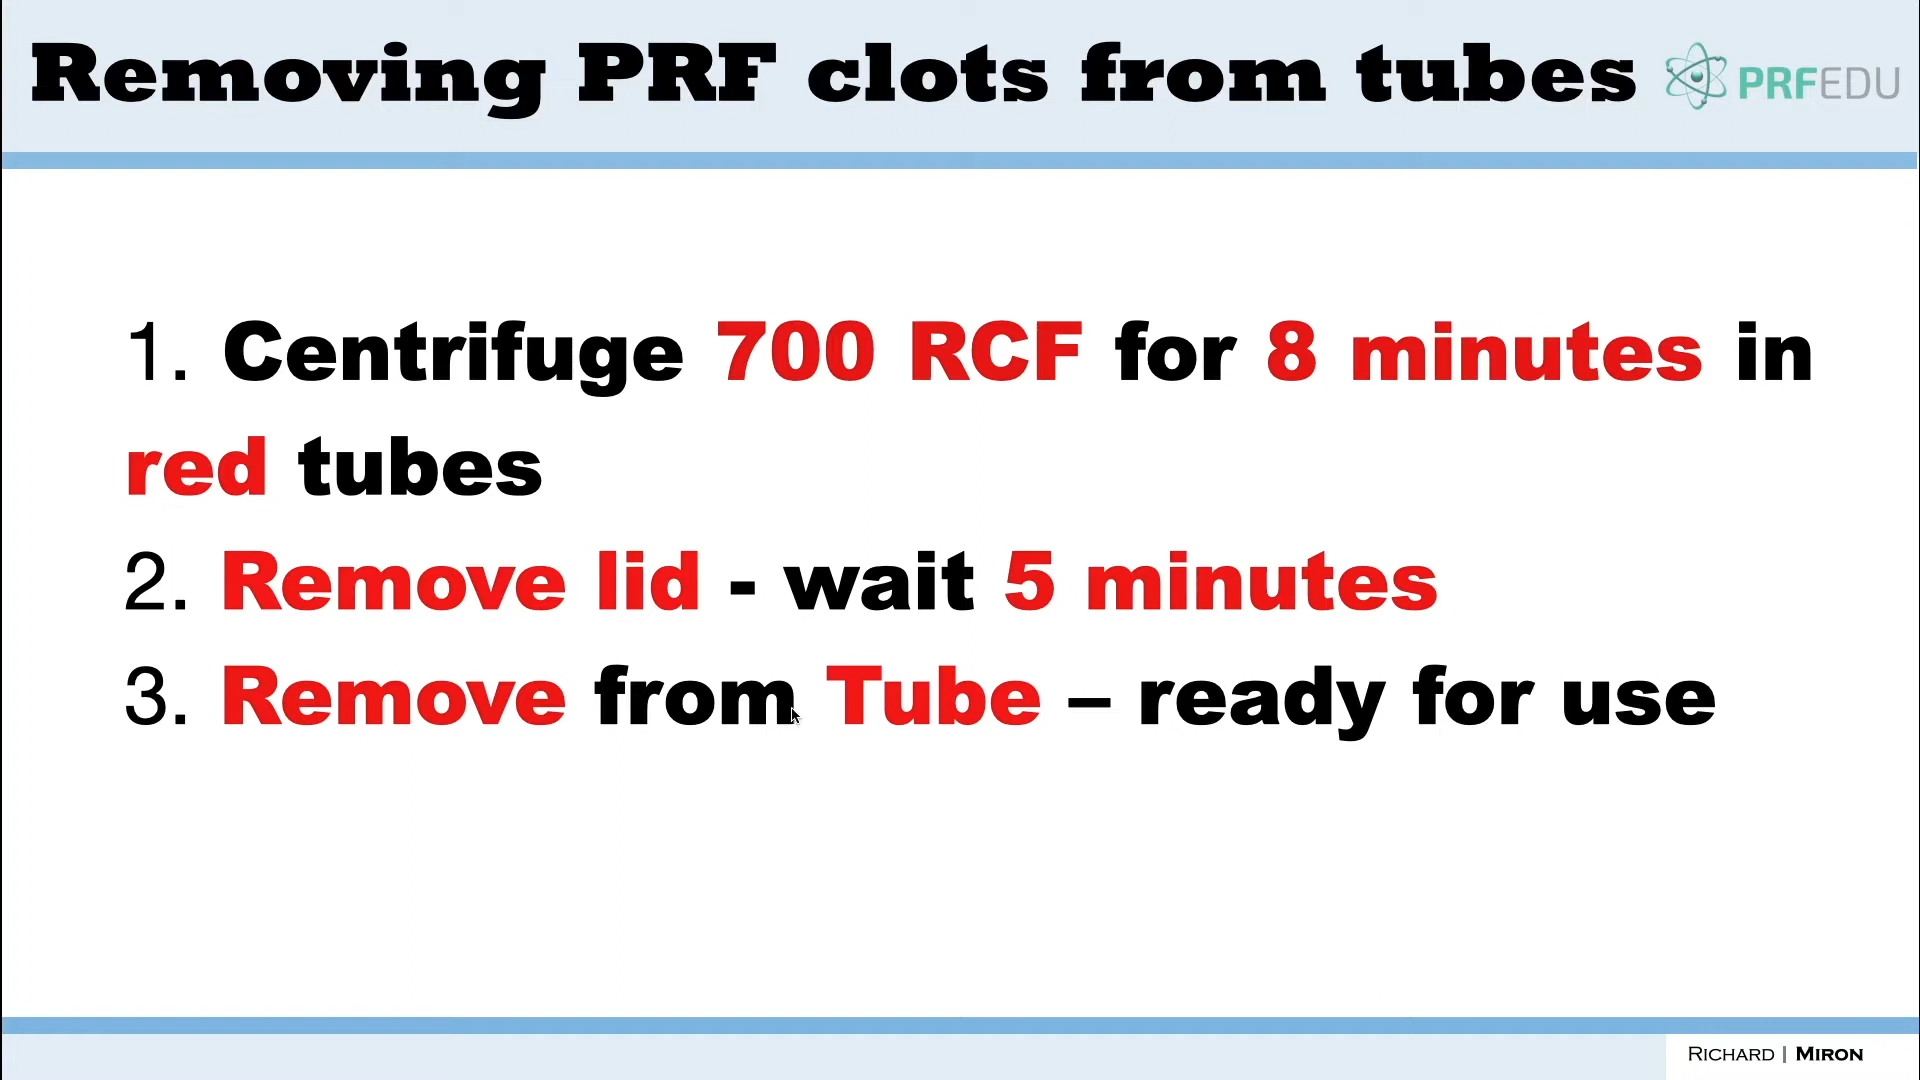 Removing PRF clots from tubes
PRFEDU
1. Centrifuge 700 RCF for 8 minutes in
red tubes
2. Remove lid - wait 5 minutes
3. Remove from Tube – ready for use
Richard | Miron